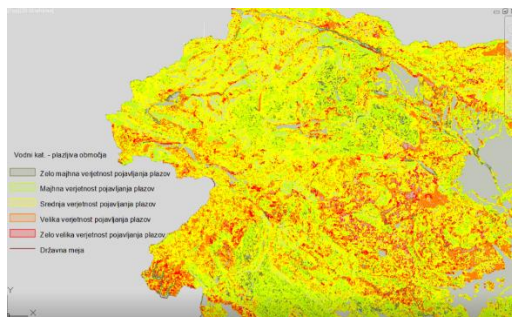 Vodni kat. - plazljiva območja
Zelo majhna verjetnost pojavljanja plazov
Majhna verjetnost pojavljanja plazov
Srednja verjetnost pojavljanja plazov
Velika verjetnost pojavljanja plazov
Zelo velika verjetnost pojavljanja plazov
Državna meja
Y
X